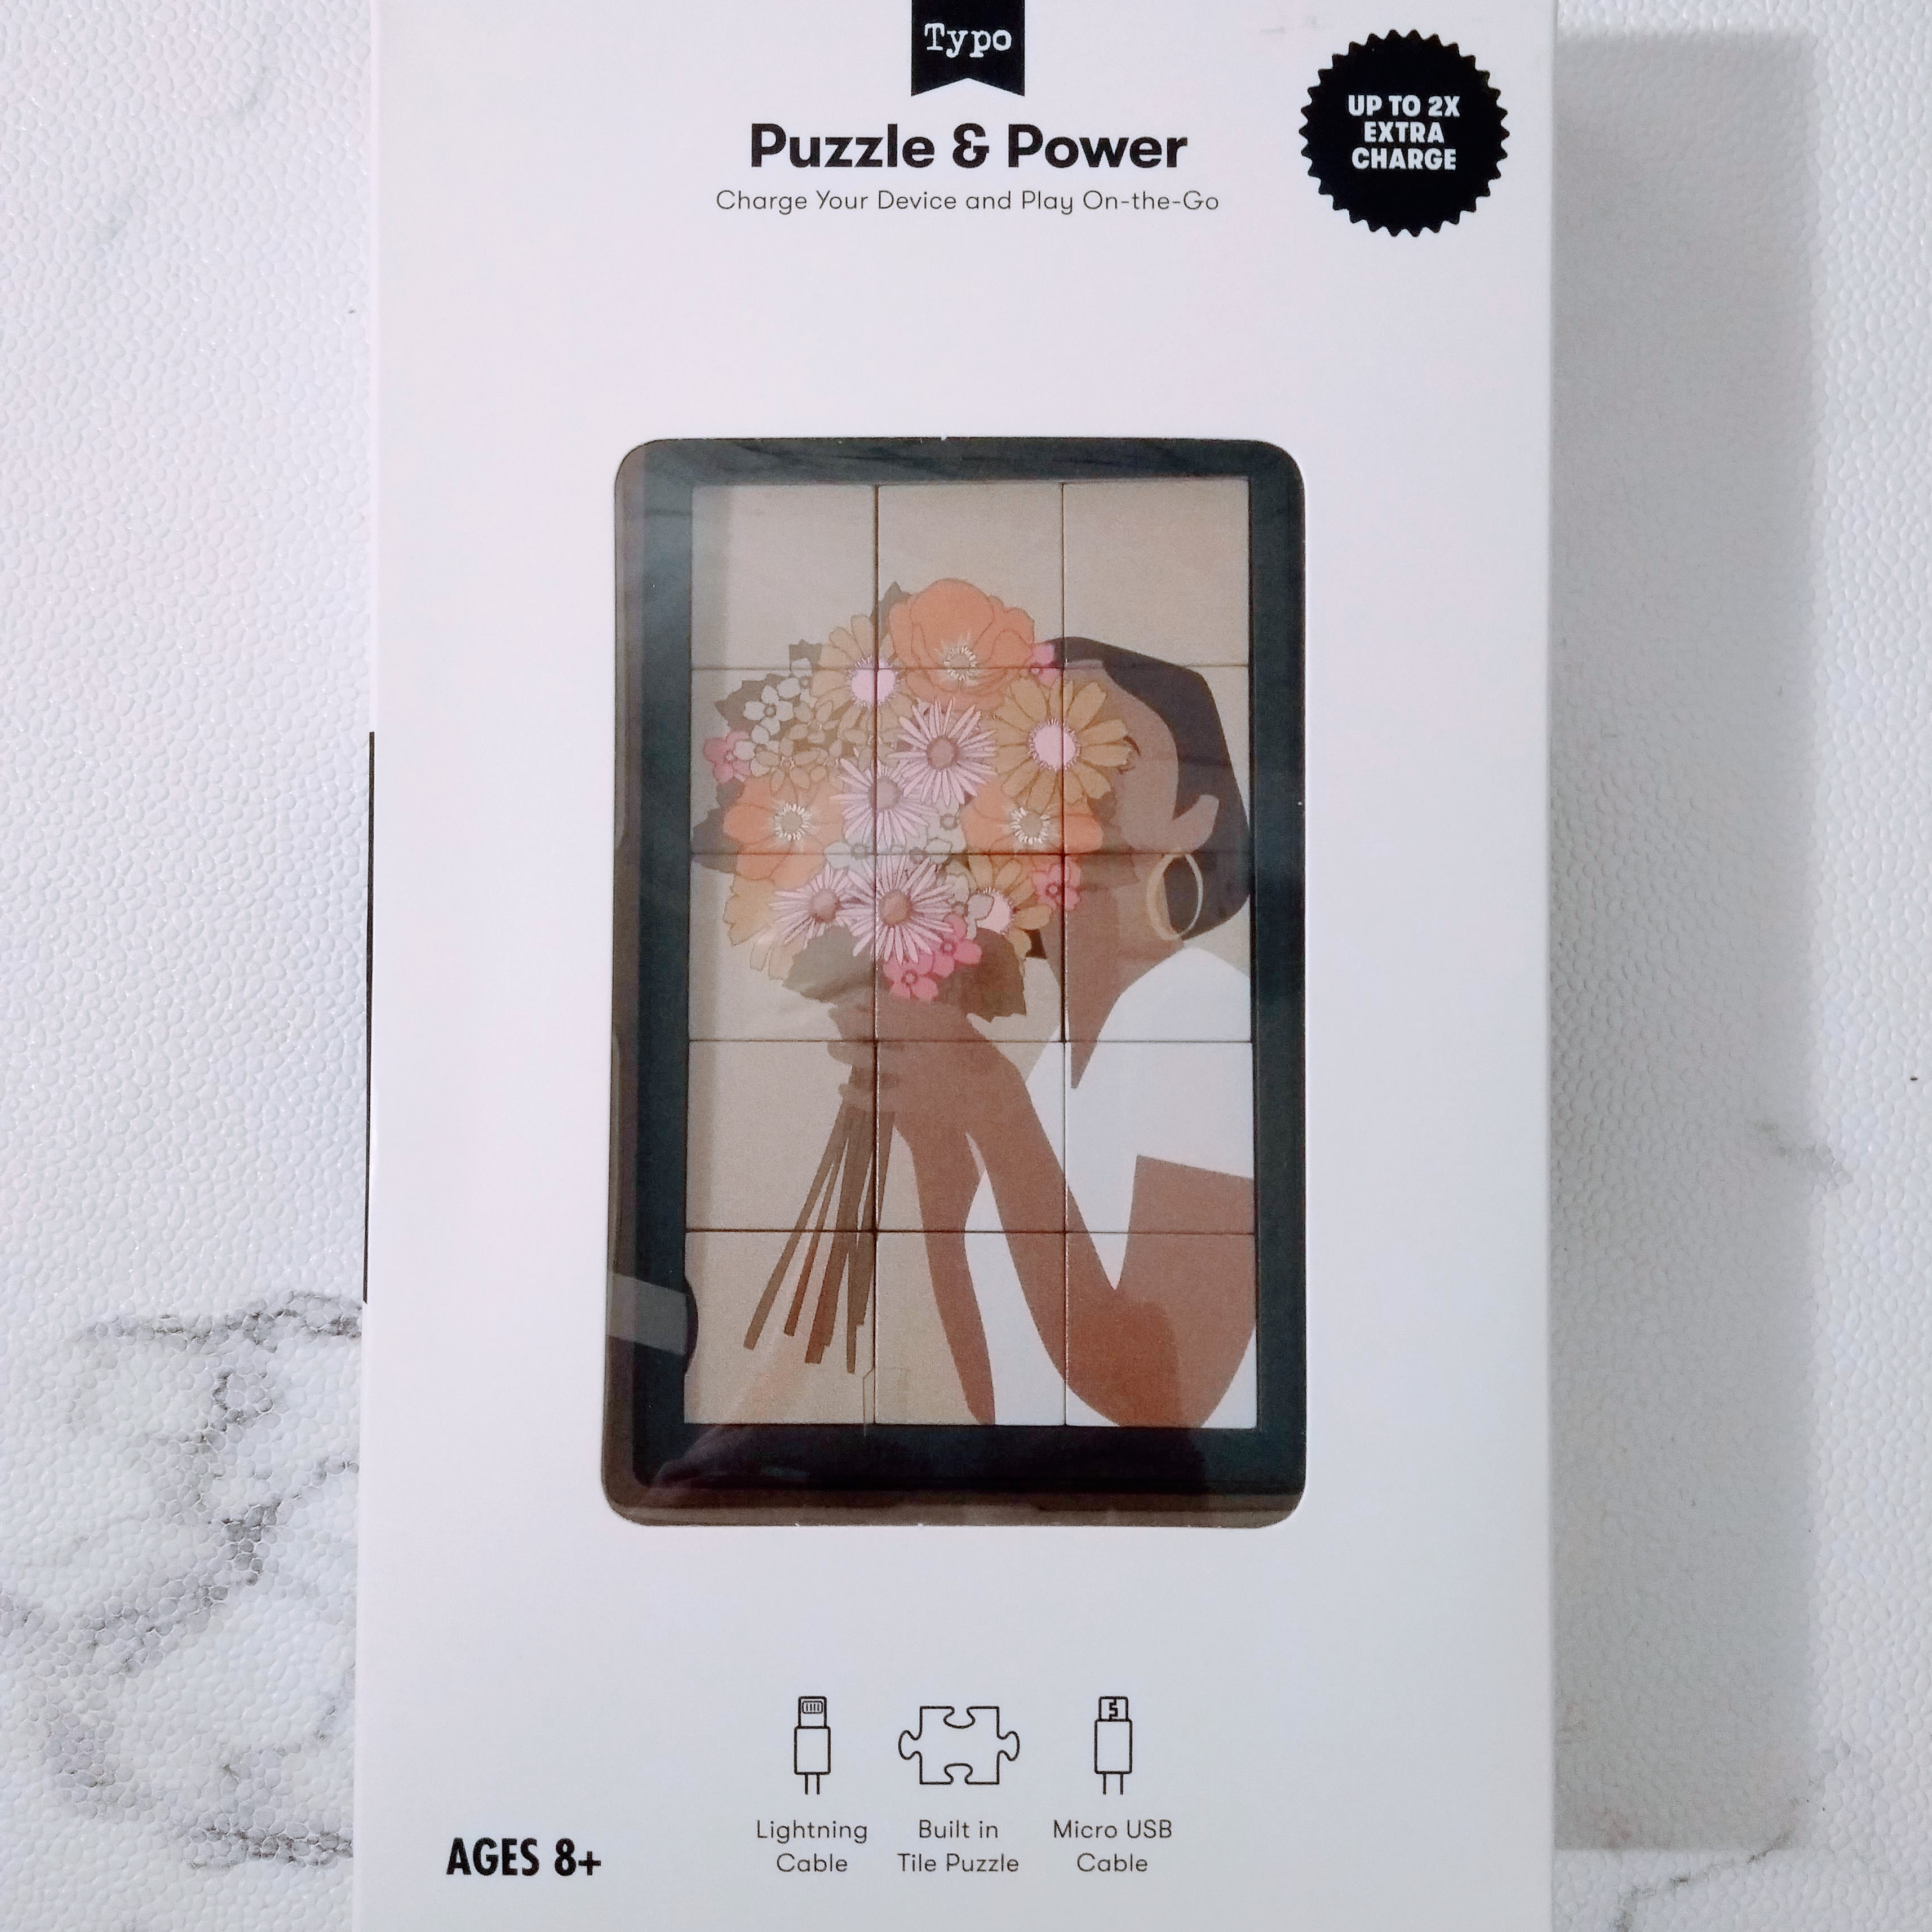 Typo
Puzzle & Power
Charge Your Device and Play On-the-Go
UP TO 2X
EXTRA
CHARGE
AGES 8+
Lightning
Cable
Built in
Tile Puzzle
Micro USB
Cable